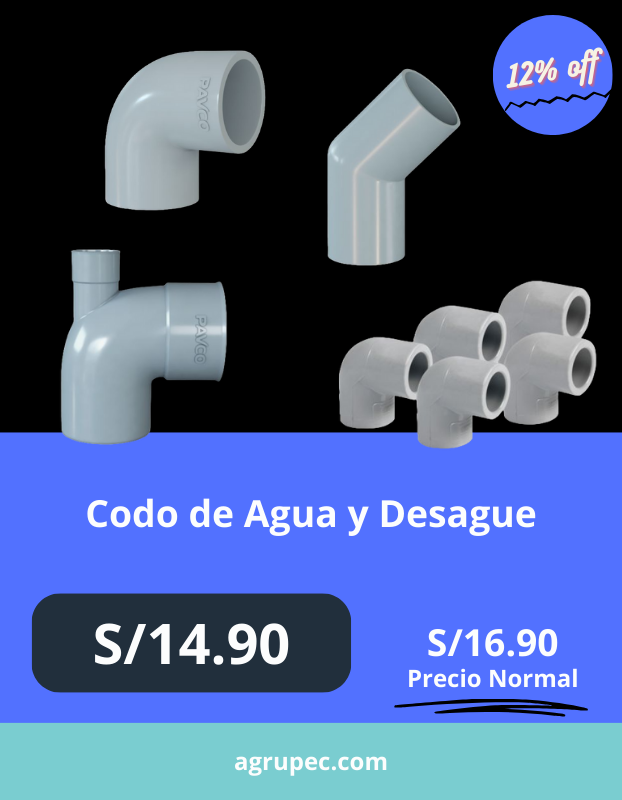 12% off
PAVCO
PAVCO
Codo de Agua y Desague
S/14.90
S/16.90
Precio Normal
agrupec.com